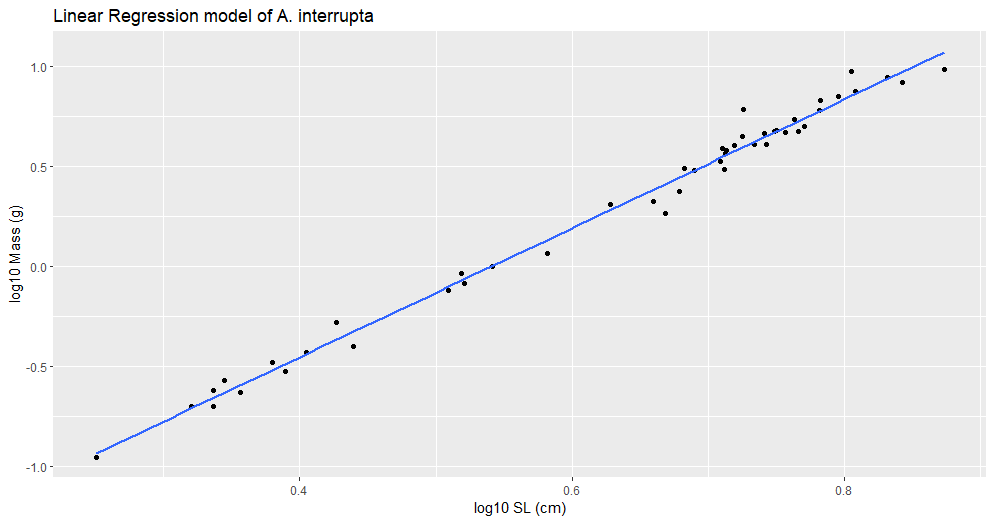 Linear Regression model of A. interrupta
1.0
0.5
0.0
-0.5
-1.0
log10 Mass (g)
0.4 0.6 0.8
log10 SL (cm)